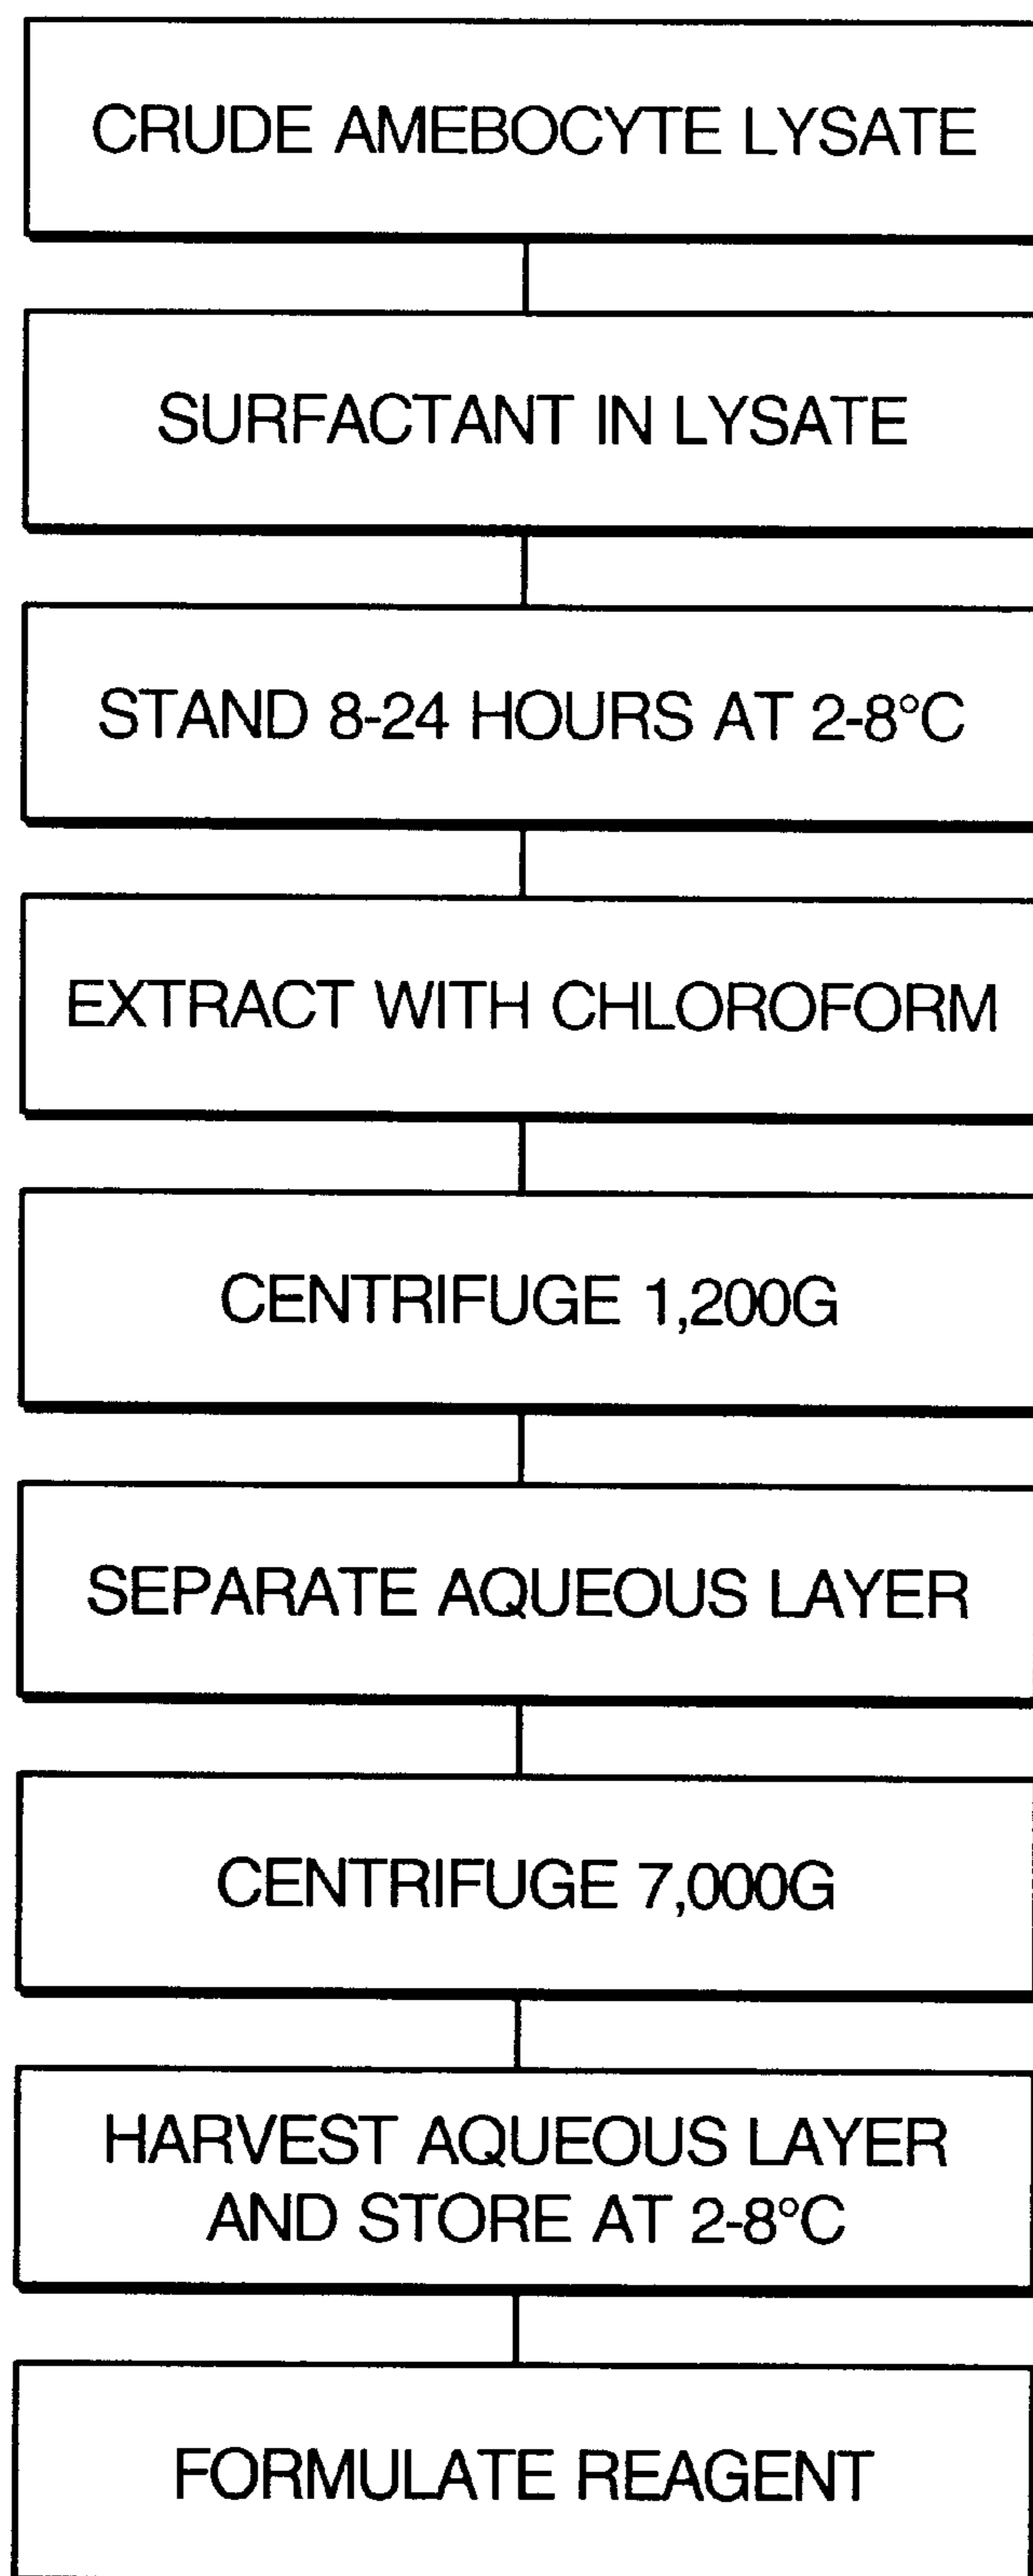 CRUDE AMEBOCYTE LYSATE
SURFACTANT IN LYSATE
STAND 8-24 HOURS AT 2-8°C
EXTRACT WITH CHLOROFORM
CENTRIFUGE 1,200G
SEPARATE AQUEOUS LAYER
CENTRIFUGE 7,000G
HARVEST AQUEOUS LAYER
AND STORE AT 2-8°C
FORMULATE REAGENT